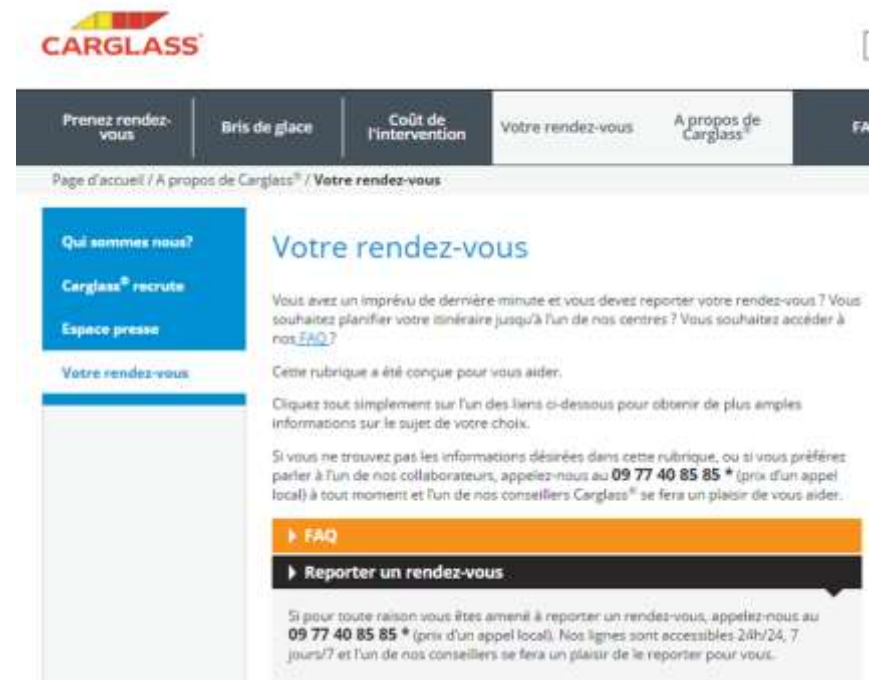 CARGLASS®
Prenez rendez-
vous
Bris de glace
Coût de
l'intervention
Votre rendez-vous
A propos de
Carglass®
FA
Page d'accueil / A propos de Carglass® / Votre rendez-vous
Qui sommes nous?
Carglass® recrute
Espace presse
Votre rendez-vous
Votre rendez-vous
Vous avez un imprévu de dernière minute et vous devez reporter votre rendez-vous ? Vous
souhaitez planifier votre itinéraire jusqu'à l'un de nos centres ? Vous souhaitez accéder à
nos FAQ ?
Cette rubrique a été conçue pour vous aider.
Cliquez tout simplement sur l'un des liens ci-dessous pour obtenir de plus amples
informations sur le sujet de votre choix.
Si vous ne trouvez pas les informations désirées dans cette rubrique, ou si vous préférez
parler à l'un de nos collaborateurs, appelez-nous au 09 77 40 85 85 * (prix d'un appel
local) à tout moment et l'un de nos conseillers Carglass® se fera un plaisir de vous aider.
FAQ
Reporter un rendez-vous
Si pour toute raison vous êtes amené à reporter un rendez-vous, appelez-nous au
09 77 40 85 85 * (prix d'un appel local). Nos lignes sont accessibles 24h/24, 7
jours/7 et l'un de nos conseillers se fera un plaisir de le reporter pour vous.